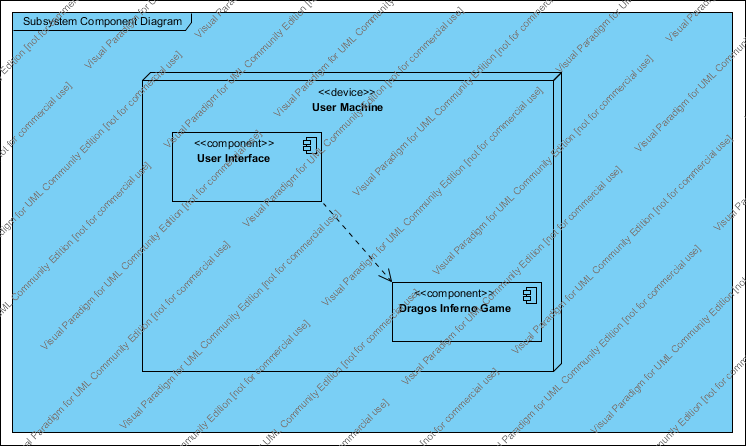 Subsystem Component Diagram
<<device>>
User Machine
<<component>>
User Interface
<<component>>
Dragos Inferno Game
Visual Paradigm for UML Community Edition [not for commercial use]